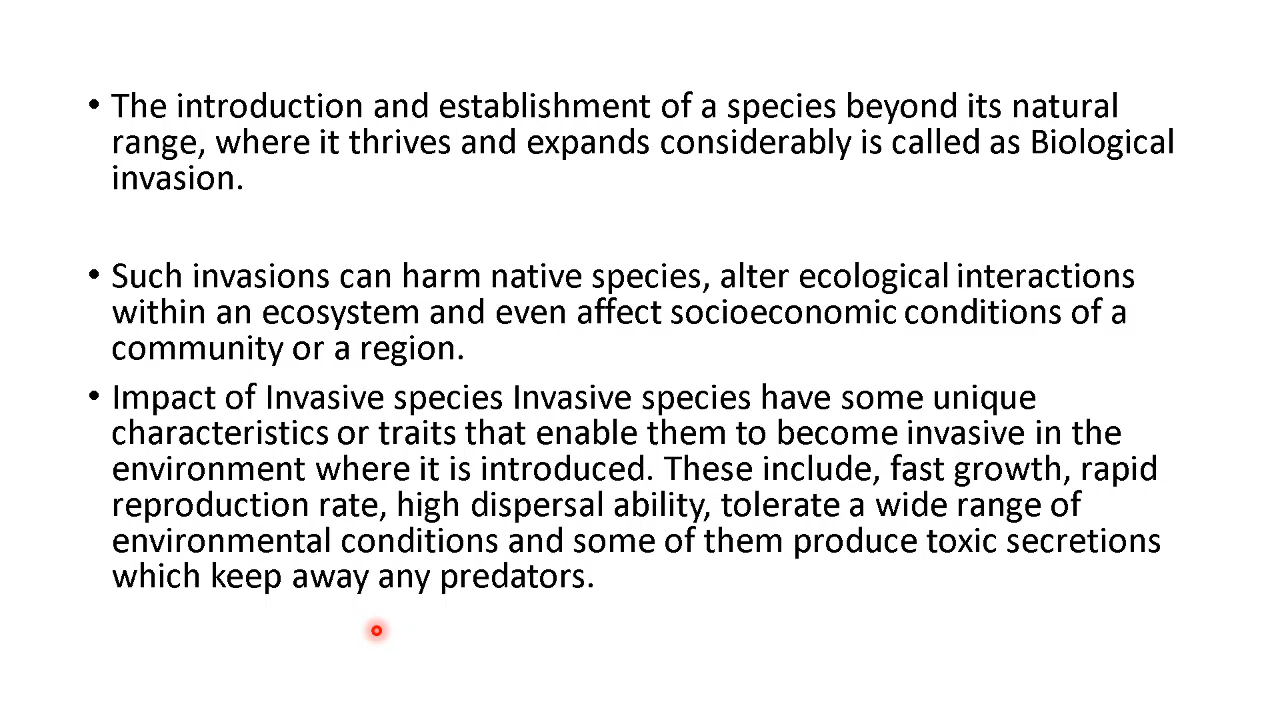 • The introduction and establishment of a species beyond its natural
range, where it thrives and expands considerably is called as Biological
invasion.
• Such invasions can harm native species, alter ecological interactions
within an ecosystem and even affect socioeconomic conditions of a
community or a region.
• Impact of Invasive species Invasive species have some unique
characteristics or traits that enable them to become invasive in the
environment where it is introduced. These include, fast growth, rapid
reproduction rate, high dispersal ability, tolerate a wide range of
environmental conditions and some of them produce toxic secretions
which keep away any predators.